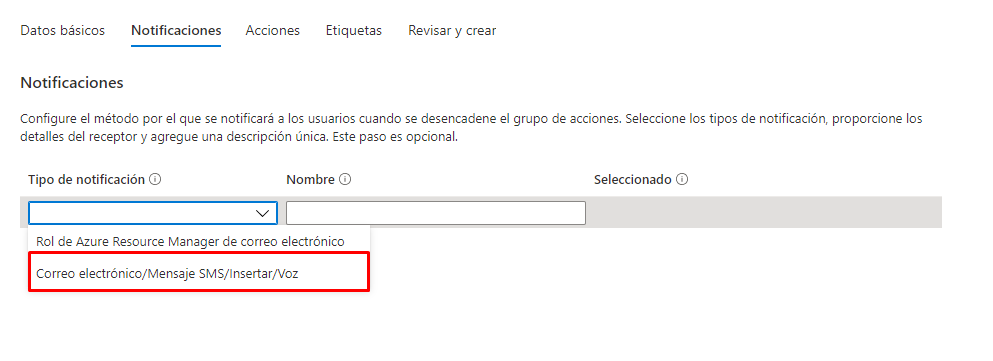 Datos básicos Notificaciones Acciones Etiquetas Revisar y crear
Notificaciones
Configure el método por el que se notificará a los usuarios cuando se desencadene el grupo de acciones. Seleccione los tipos de notificación, proporcione los
detalles del receptor y agregue una descripción única. Este paso es opcional.
Tipo de notificación Nombre Seleccionado
Rol de Azure Resource Manager de correo electrónico
Correo electrónico/Mensaje SMS/Insertar/Voz